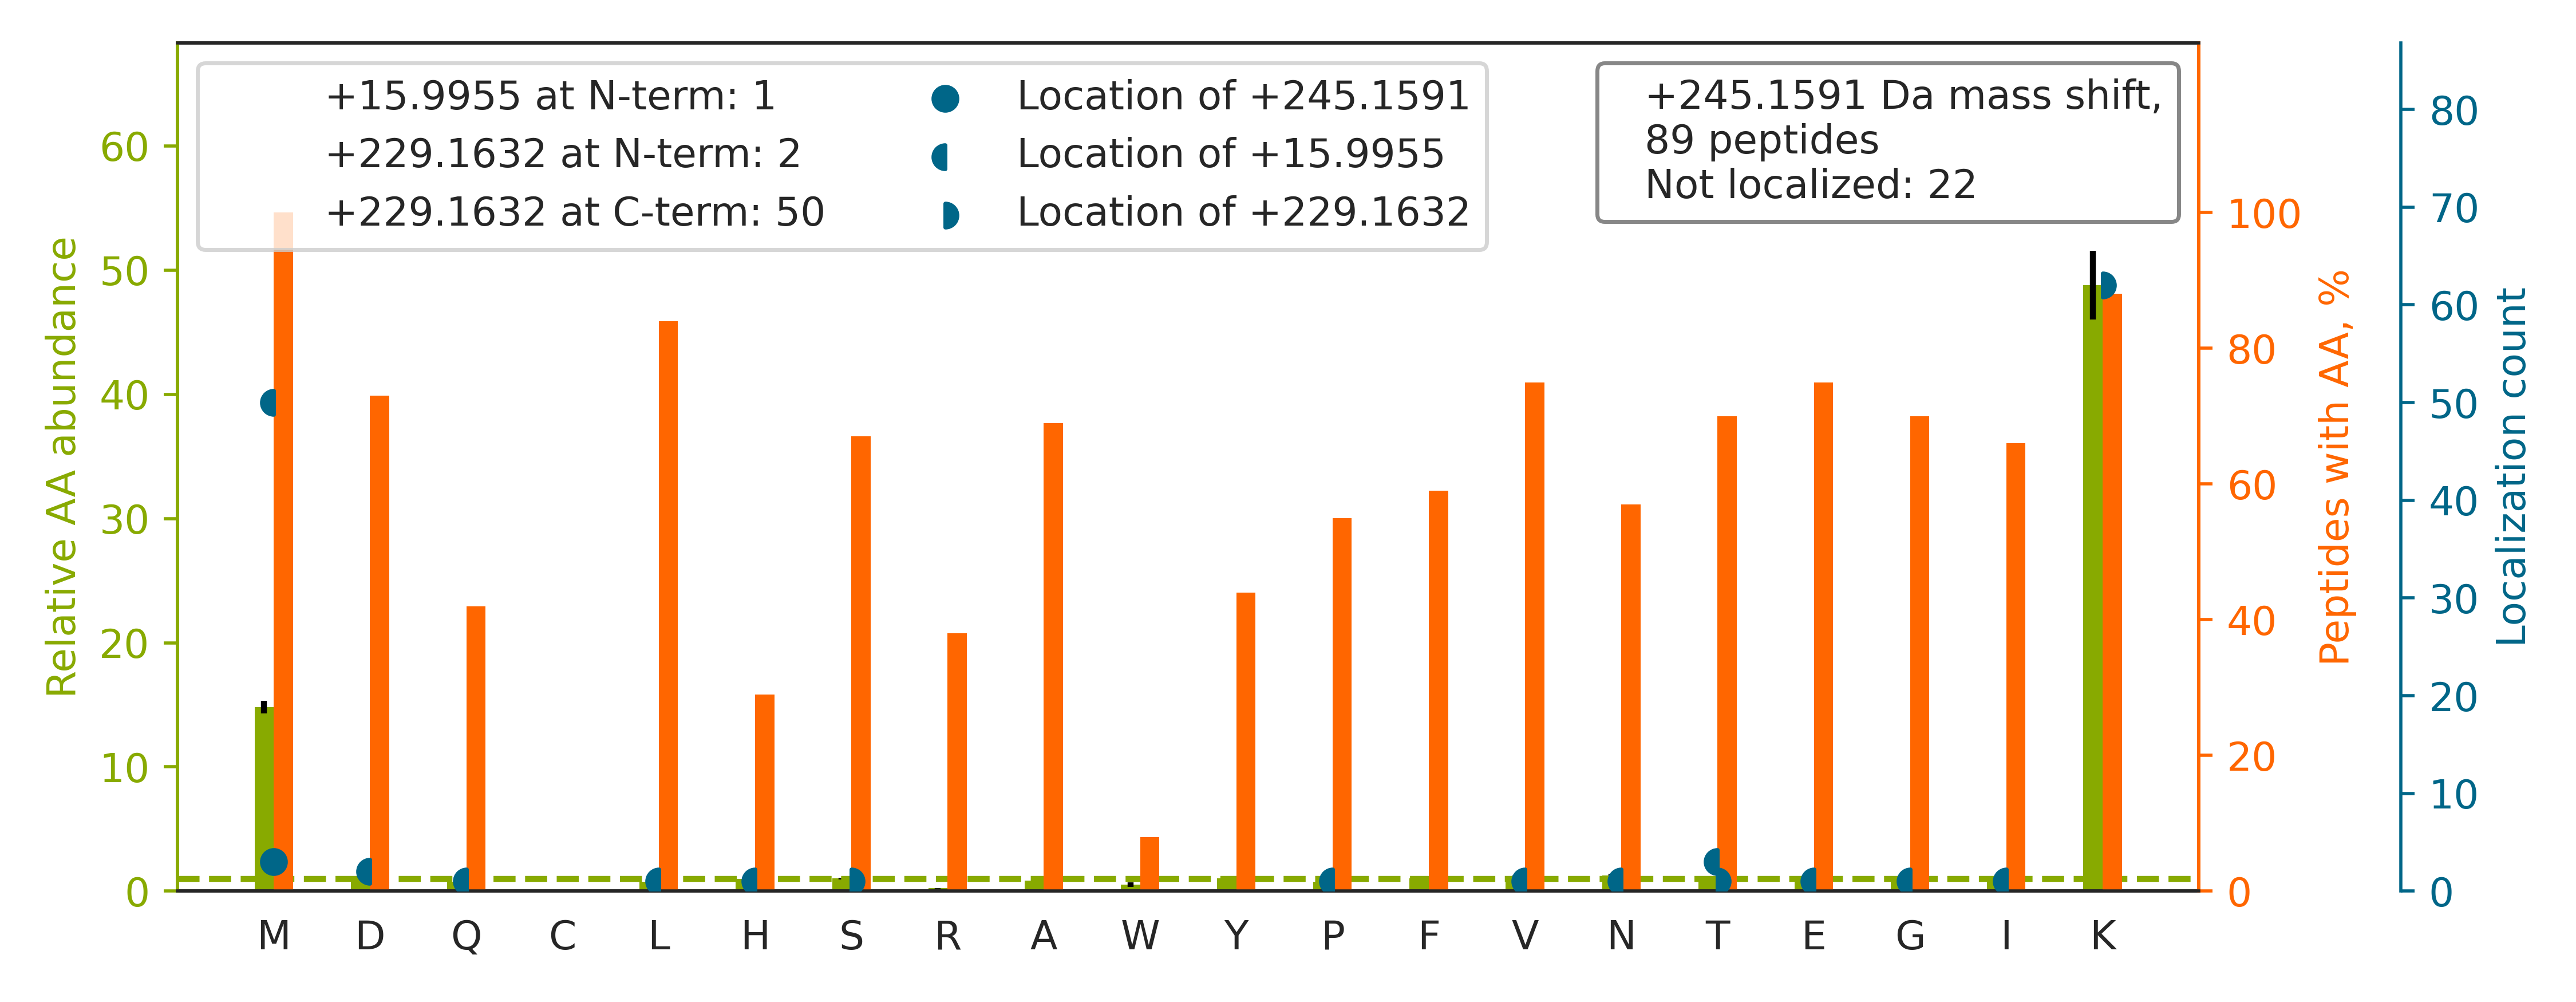 +15.9955 at N-term: 1
+229.1632 at N-term: 2
+229.1632 at C-term: 50
Location of +245.1591
Location of +15.9955
Location of +229.1632
+245.1591 Da mass shift,
89 peptides
Not localized: 22
Relative AA abundance
60
50
40
30
20
10
0
M D Q C L H S R A W Y P F V N T E G I K
100
80
60
40
20
0
Peptides with AA, %
80
70
60
50
40
30
20
10
0
Localization count